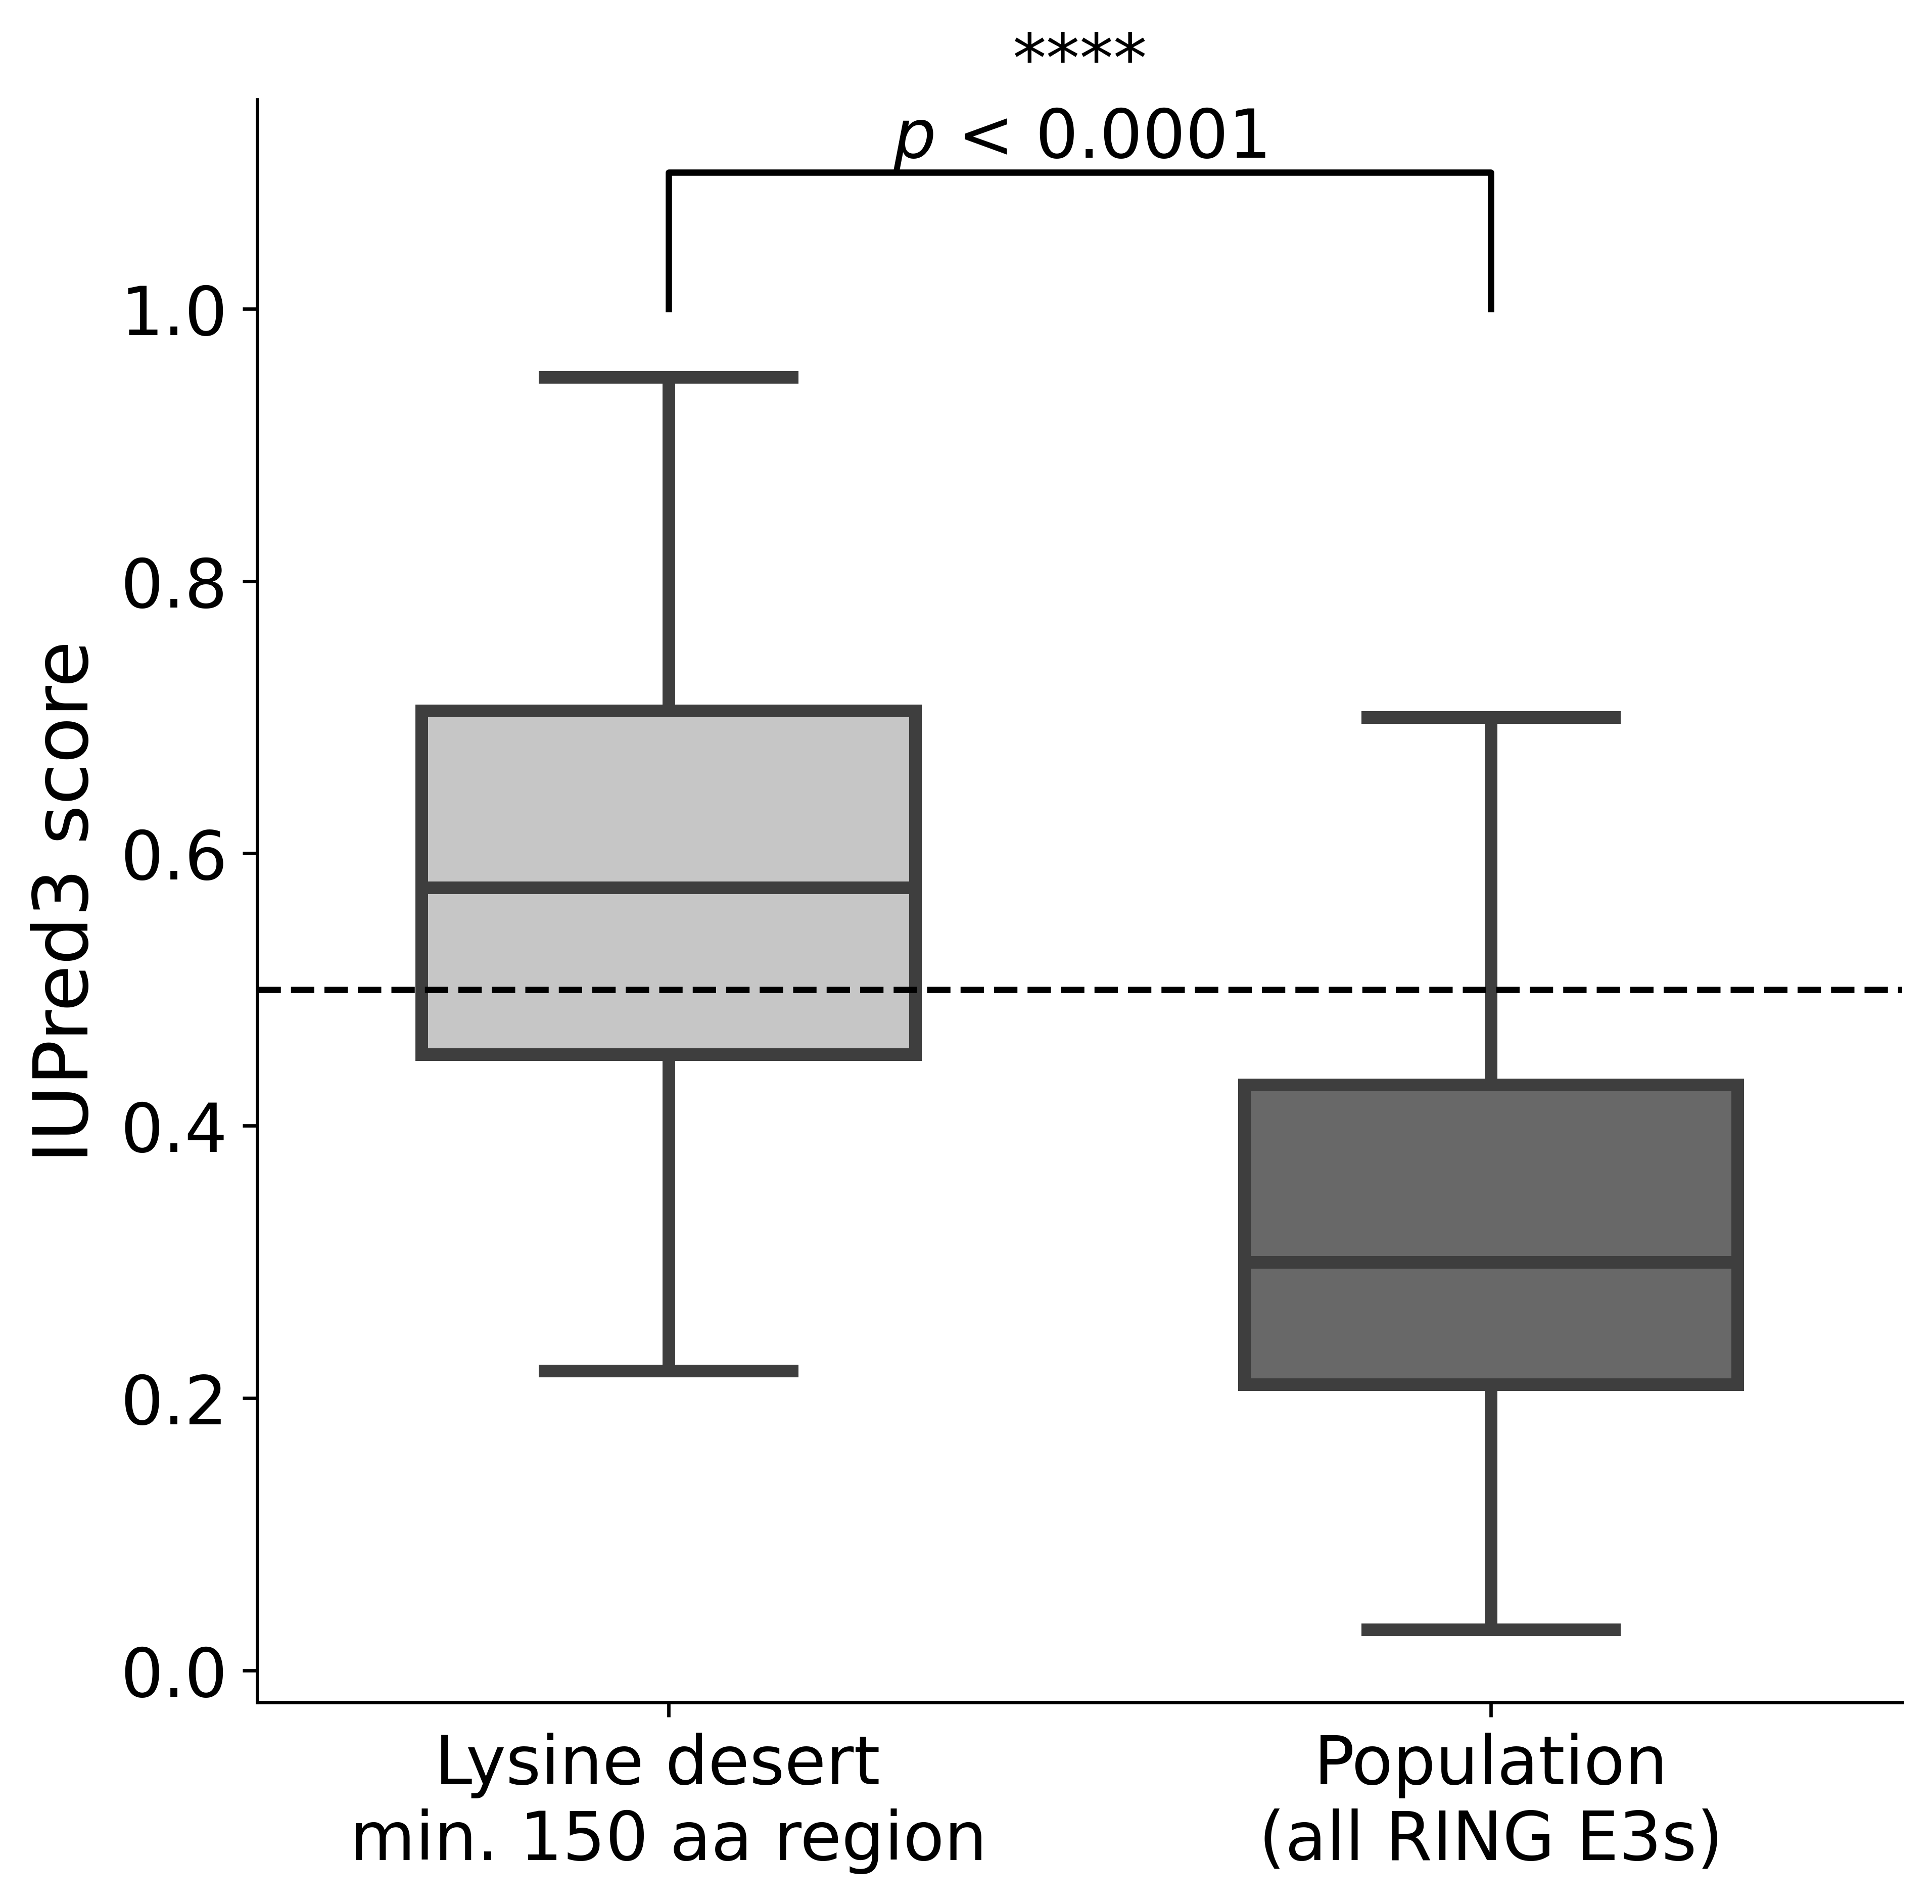 ****
p < 0.0001
IUPred3 score
1.0
0.8
0.6
0.4
0.2
0.0
Lysine desert
min. 150 aa region
Population
(all RING E3s)